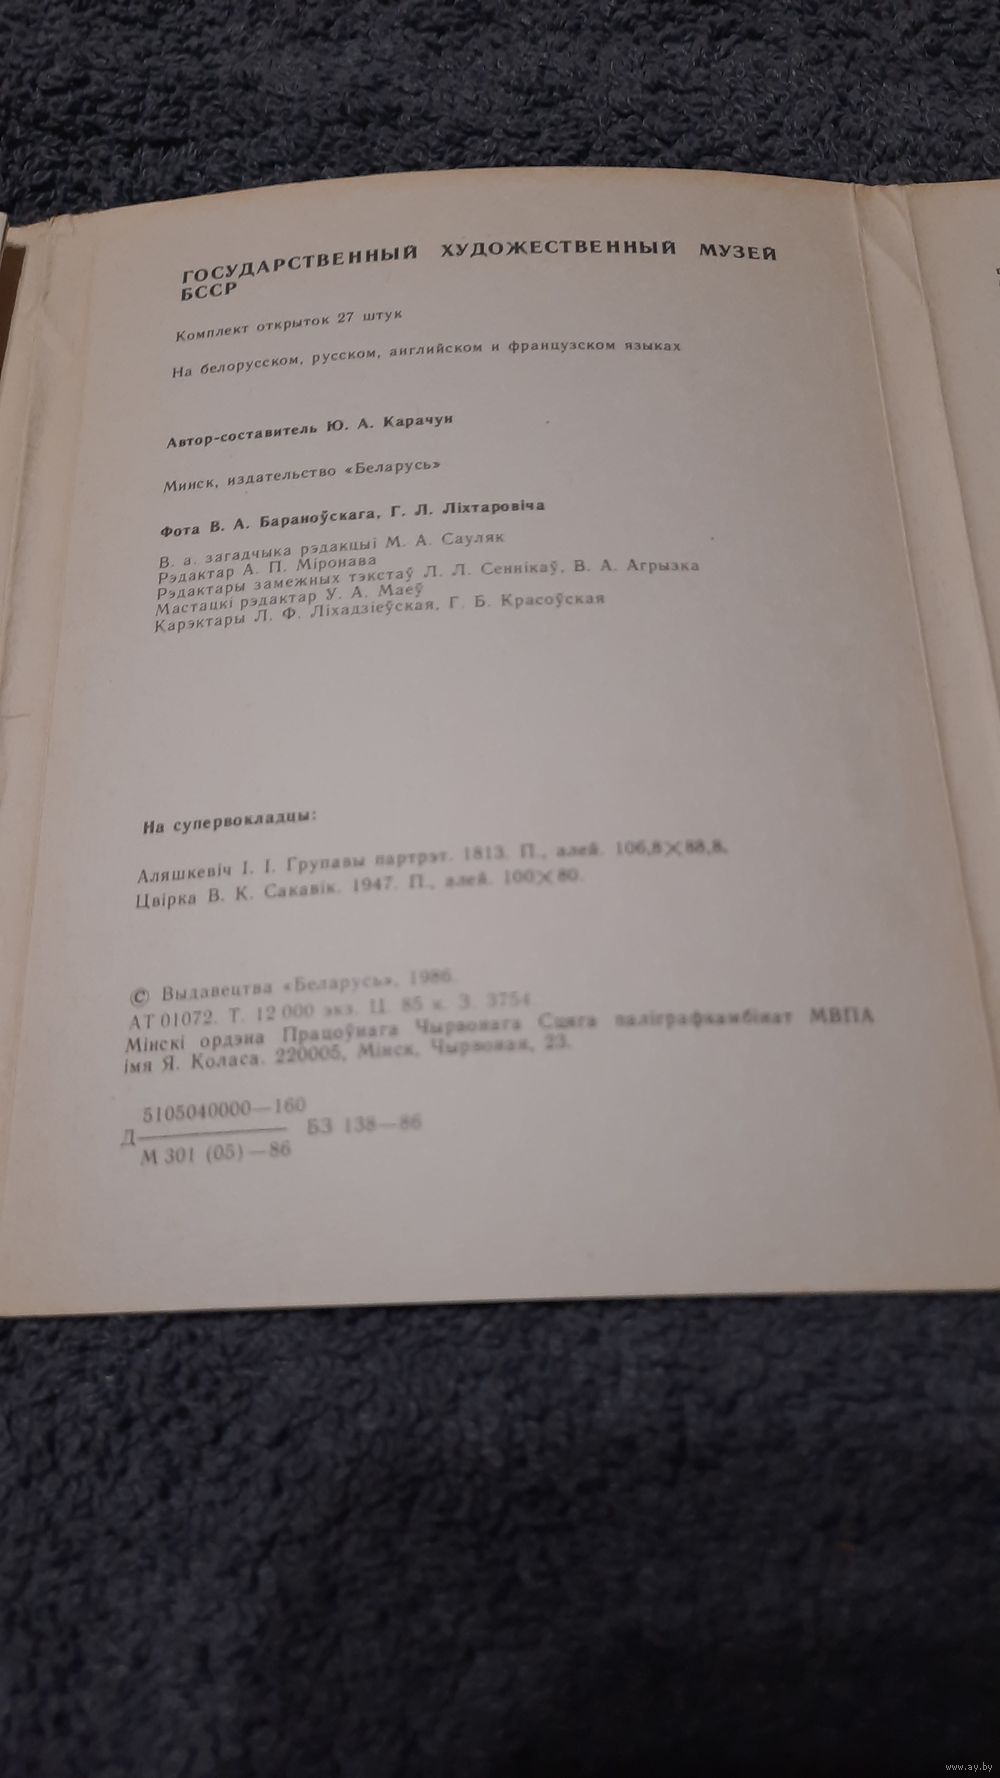 ГОСУДАРСТВЕННЫЙ ХУДОЖЕСТВЕННЫЙ МУЗЕЙ
БССР
Комплект открыток 27 штук
На белорусском, русском, английском и французском языках
Автор-составитель Ю. А. Карачун
Минск, издательство «Беларусь»
Фота В. А. Бараноўскага, Г. Л. Ліхтаровіча
В. а. загадчыка рэдакцыі М. А. Сауляк
Рэдактар А. П. Міронава
Рэдактары замежных тэкстаў Л. Л. Сеннікаў, В. А. Агрызка
Мастацкі рэдактар У. А. Маеў
Карэктары Л. Ф. Ліхадзіеўская, Г. Б. Красоўская
На супервокладцы:
Аляшкевіч І. І. Групавы партрэт. 1813. П., алей. 106,8×88,8.
Цвірка В. К. Сакавік. 1947. П., алей. 100×80.
© Выдавецтва «Беларусь», 1986.
АТ 01072. Т. 12 000 экз. Ц. 85 к. З. 3754.
Мінскі ордэна Працоўнага Чырвонага Сцяга паліграфкамбінат МВПА
імя Я. Коласа. 220005, Мінск, Чырвоная, 23.
5105040000—160
Д БЗ 138—86
М 301 (05)—86
www.ay.by